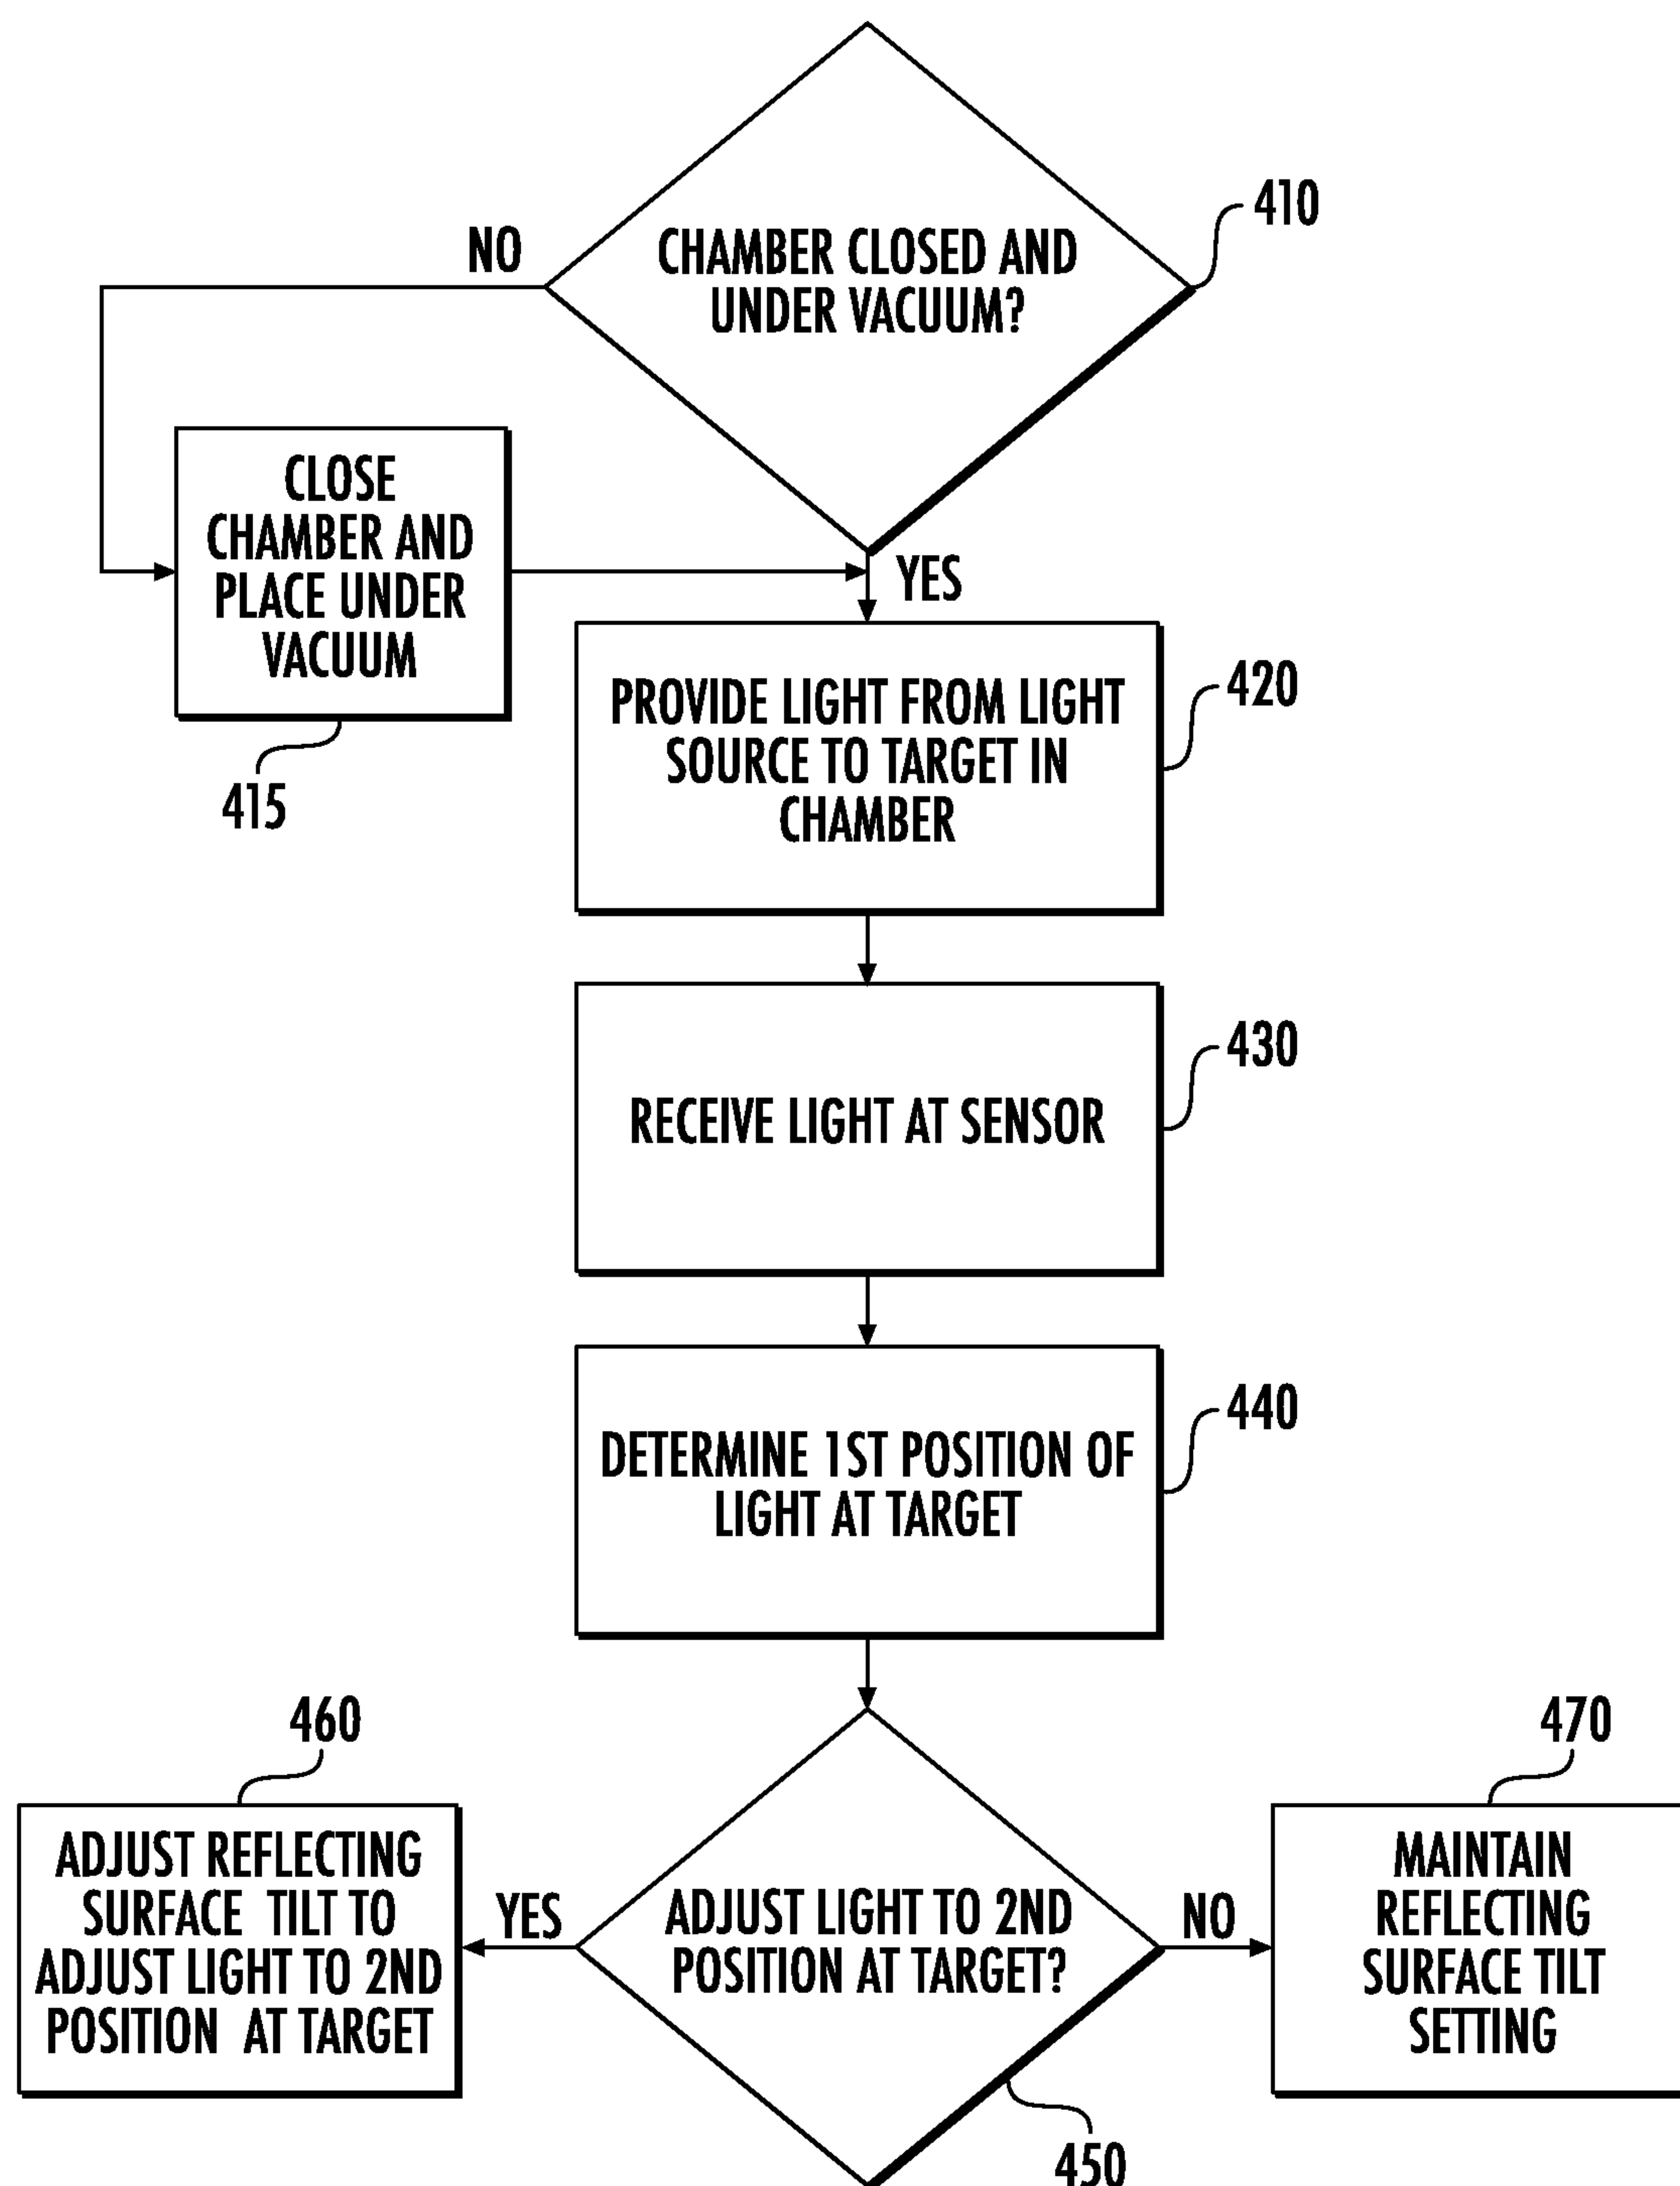 410
NO
CHAMBER CLOSED AND
UNDER VACUUM?
CLOSE
CHAMBER AND
PLACE UNDER
VACUUM
YES
415
PROVIDE LIGHT FROM LIGHT
SOURCE TO TARGET IN
CHAMBER
420
RECEIVE LIGHT AT SENSOR
430
DETERMINE 1ST POSITION OF
LIGHT AT TARGET
440
460
ADJUST REFLECTING
SURFACE TILT TO
ADJUST LIGHT TO 2ND
POSITION AT TARGET
YES
ADJUST LIGHT TO 2ND
POSITION AT TARGET?
NO
470
MAINTAIN
REFLECTING
SURFACE TILT
SETTING
450